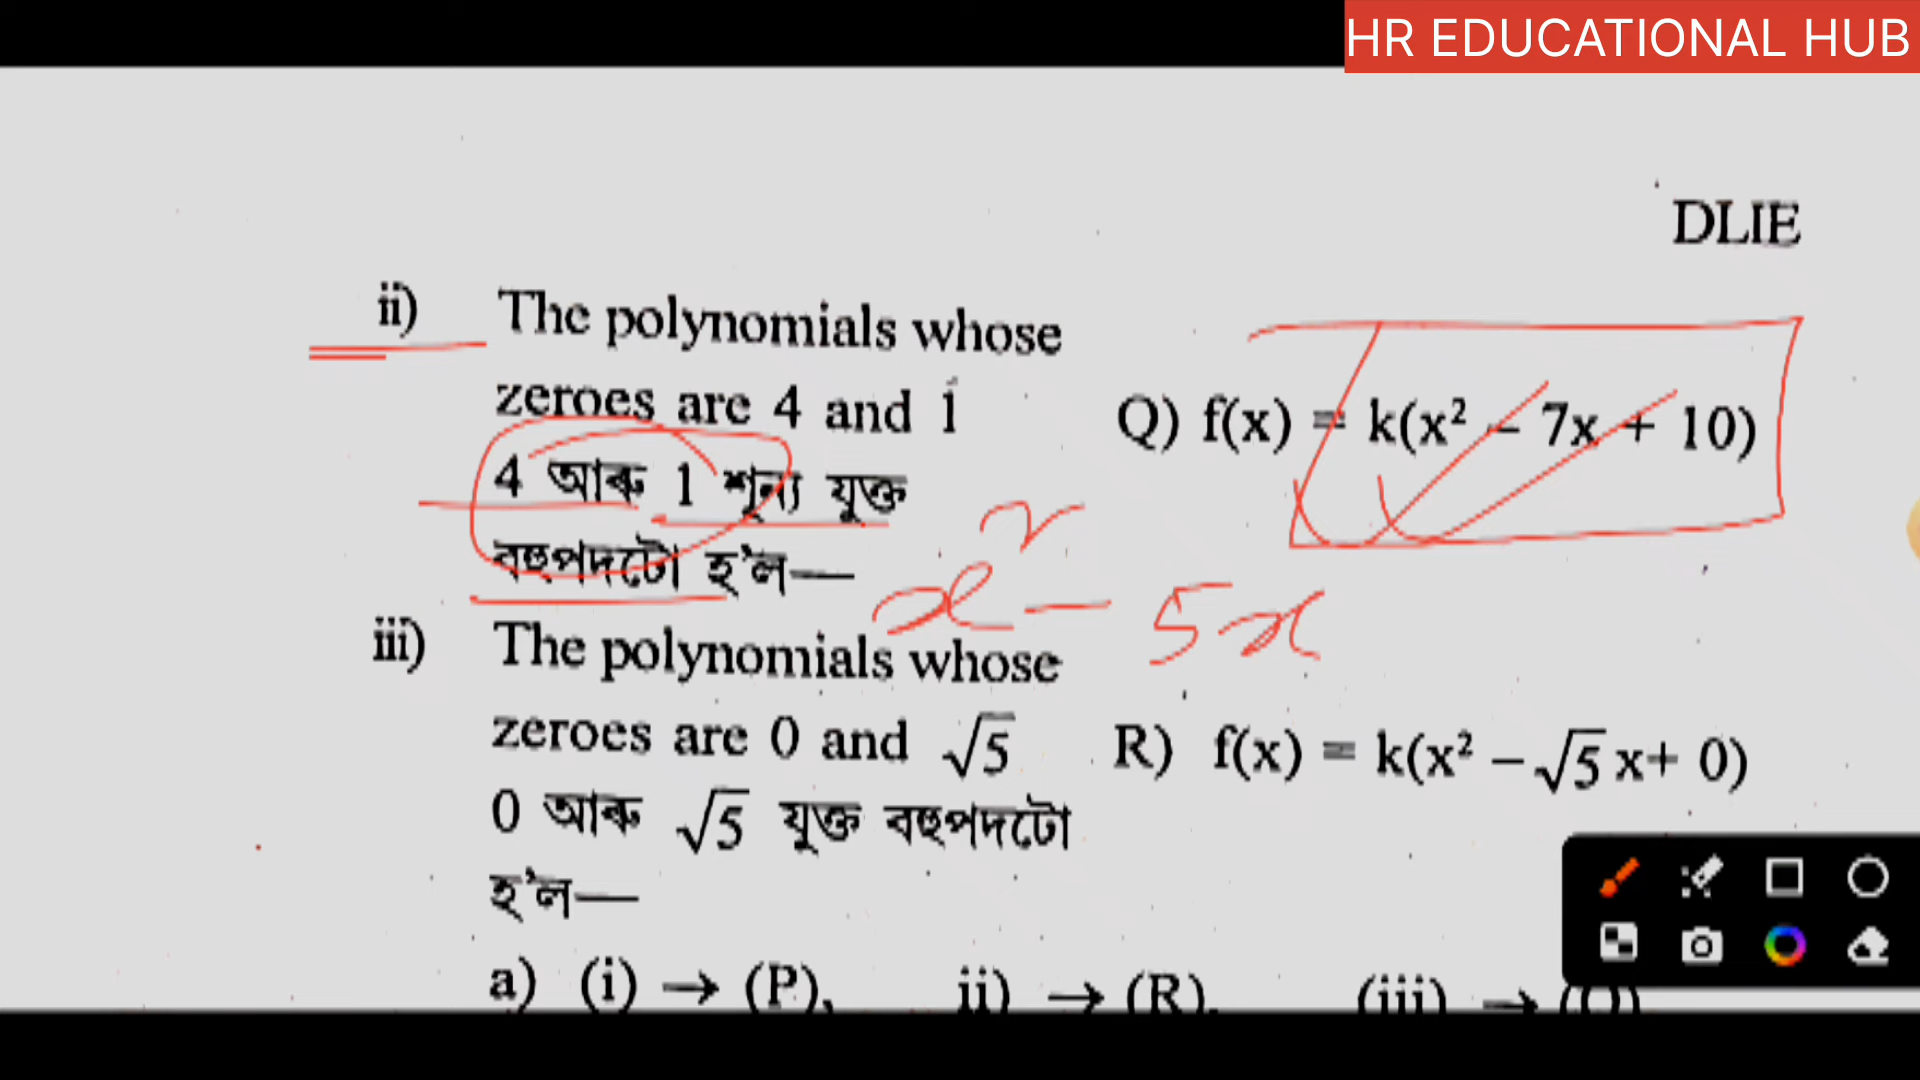 HR EDUCATIONAL HUB
DLIE
ii) The polynomials whose
zeroes are 4 and 1
Q) f(x) = k(x² – 7x + 10)
4 আৰু 1 শূন্য যুক্ত
বহুপদটো হ'ল—
x² – 5x
iii) The polynomials whose
zeroes are 0 and √5
R) f(x) = k(x² – √5x+ 0)
0 আৰু √5 যুক্ত বহুপদটো
হ'ল—
a) (i) → (P), ii) → (R), (iii) → (Q)